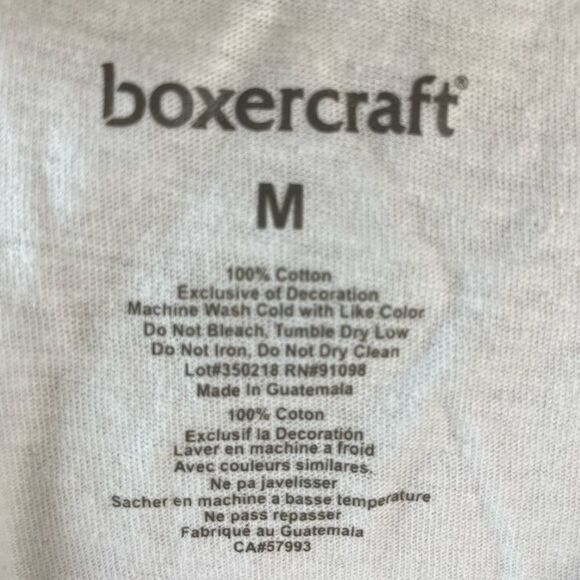 boxercraft®
M
100% Cotton
Exclusive of Decoration
Machine Wash Cold with Like Color
Do Not Bleach, Tumble Dry Low
Do Not Iron, Do Not Dry Clean
Lot#350218 RN#91098
Made In Guatemala
100% Coton
Exclusif la Decoratión
Laver en machine a froid
Avec couleurs similares.
Ne pa javelisser
Sacher en machine a basse temperature
Ne pass repasser
Fabriqué au Guatemala
CA#57993